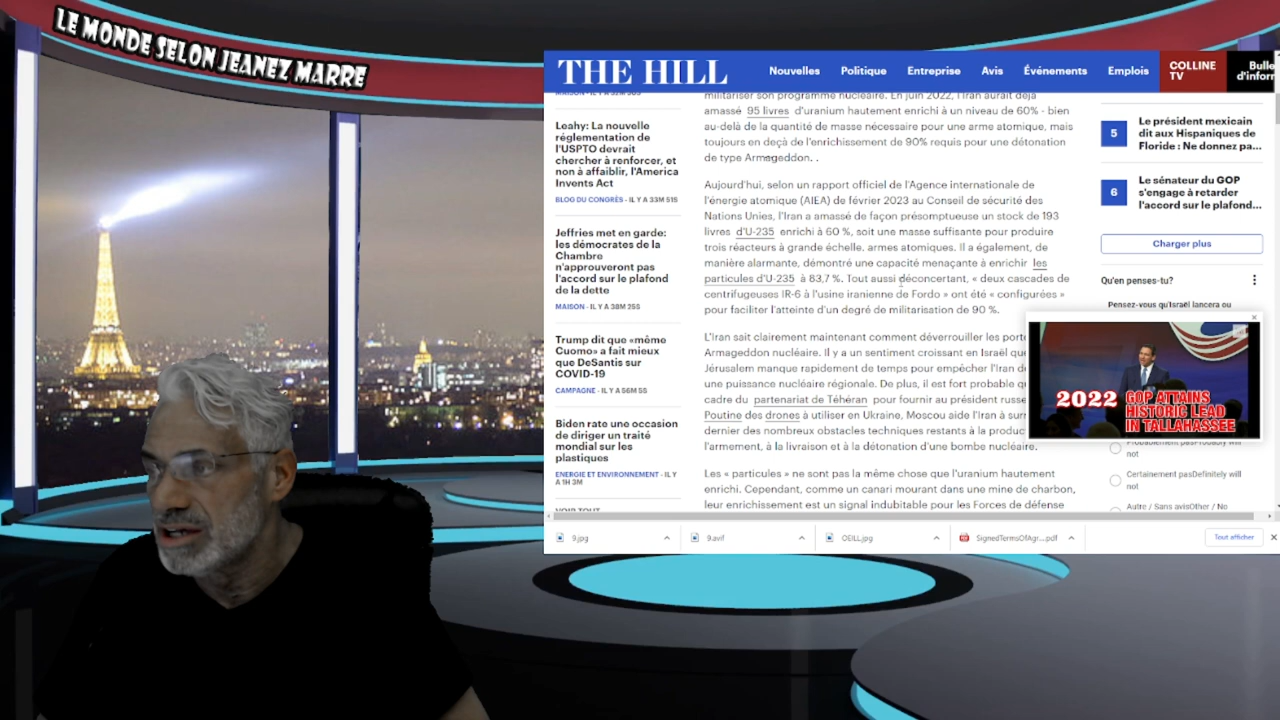 LE MONDE SELON JEANEZ MARRE
THE HILL
Nouvelles
Politique
Entreprise
Avis
Événements
Emplois
COLLINE
TV
Bulle
d'inform
Leahy: La nouvelle
réglementation de
l'USPTO devrait
chercher à renforcer, et
non à affaiblir, l'America
Invents Act
BLOG DU CONGRÈS - IL Y A 33M 51S
Jeffries met en garde:
les démocrates de la
Chambre
n'approuveront pas
l'accord sur le plafond
de la dette
MAISON - IL Y A 38M 25S
Trump dit que «même
Cuomo» a fait mieux
que DeSantis sur
COVID-19
CAMPAGNE - IL Y A 56M 5S
Biden rate une occasion
de diriger un traité
mondial sur les
plastiques
ENERGIE ET ENVIRONNEMENT - IL Y
A 1H 3M
VOIR TOUT
militariser son programme nucléaire. En juin 2022, l'Iran aurait déjà
amassé 95 livres d'uranium hautement enrichi à un niveau de 60% - bien
au-delà de la quantité de masse nécessaire pour une arme atomique, mais
toujours en deçà de l'enrichissement de 90% requis pour une détonation
de type Armegeddon. .
Aujourd'hui, selon un rapport officiel de l'Agence internationale de
l'énergie atomique (AIEA) de février 2023 au Conseil de sécurité des
Nations Unies, l'Iran a amassé de façon présomptueuse un stock de 193
livres d'U-235 enrichi à 60 %, soit une masse suffisante pour produire
trois réacteurs à grande échelle. armes atomiques. Il a également, de
manière alarmante, démontré une capacité menaçante à enrichir les
particules d'U-235 à 83,7 %. Tout aussi déconcertant, « deux cascades de
centrifugeuses IR-6 à l'usine iranienne de Fordo » ont été « configurées »
pour faciliter l'atteinte d'un degré de militarisation de 90 %.
L'Iran sait clairement maintenant comment déverrouiller les porte
Armageddon nucléaire. Il y a un sentiment croissant en Israël que
Jérusalem manque rapidement de temps pour empêcher l'Iran de
une puissance nucléaire régionale. De plus, il est fort probable q
cadre du partenariat de Téhéran pour fournir au président russe
Poutine des drones à utiliser en Ukraine, Moscou aide l'Iran à surm
dernier des nombreux obstacles techniques restants à la produc
l'armement, à la livraison et à la détonation d'une bombe nucléaire.
Les « particules » ne sont pas la même chose que l'uranium hautement
enrichi. Cependant, comme un canari mourant dans une mine de charbon,
leur enrichissement est un signal indubitable pour les Forces de défense
5
Le président mexicain
dit aux Hispaniques de
Floride : Ne donnez pa...
6
Le sénateur du GOP
s'engage à retarder
l'accord sur le plafond...
Charger plus
Qu'en penses-tu?
Pensez-vous qu'Israël lancera ou
2022 GOP ATTAINS
HISTORIC LEAD
IN TALLAHASSEE
Probablement pasProbably will
not
Certainement pasDefinitely will
not
Autre / Sans avisOther / No
9.jpg
9.avif
OEILL.jpg
SignedTermsOfAgr....pdf
Tout afficher